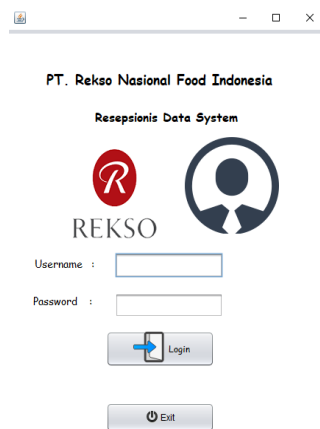 PT. Rekso Nasional Food Indonesia
Resepsionis Data System
R
REKSO
Username :
Password :
Login
Exit